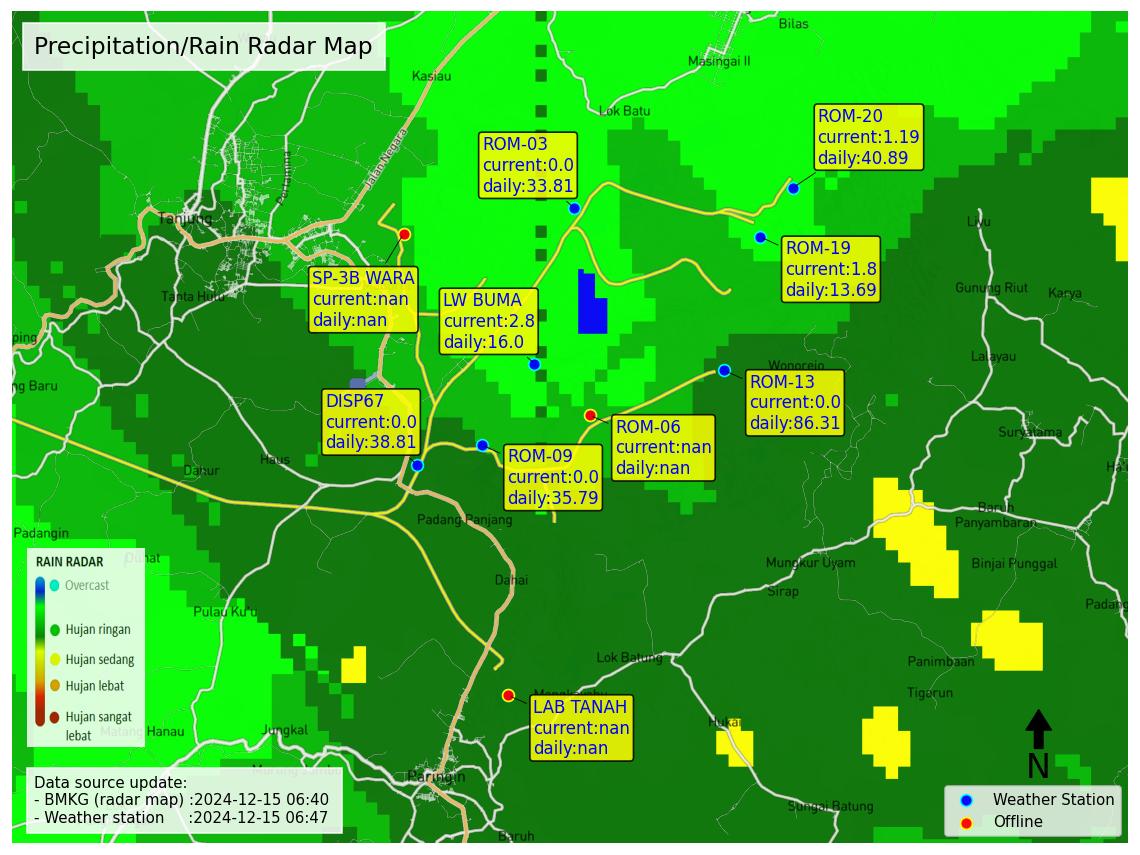 Precipitation/Rain Radar Map
Bilas
Masingai II
Kasiau
Lok Batu
Jalan Negara
Pertamina
Tanjung
Tanta Hulu
ROM-03
current:0.0
daily:33.81
ROM-20
current:1.19
daily:40.89
ROM-19
current:1.8
daily:13.69
SP-3B WARA
current:nan
daily:nan
LW BUMA
current:2.8
daily:16.0
Liyu
Gunung Riut
Karya
Lalayau
ping
ng Baru
Wonorejo
ROM-13
current:0.0
daily:86.31
DISP67
current:0.0
daily:38.81
ROM-06
current:nan
daily:nan
ROM-09
current:0.0
daily:35.79
Suryatama
Haus
Dahur
Padang Panjang
Padangin
Baruh
Panyambaran
Mungkur Uyam
Binjai Punggal
Sirap
Dahai
Padang
Pulau Ku'u
Lok Batung
Panimbaan
Tigarun
RAIN RADAR
Overcast
Hujan ringan
Hujan sedang
Hujan lebat
Hujan sangat
lebat
LAB TANAH
current:nan
daily:nan
Hukai
Jungkal
Paringin
Sungai Batung
Baruh
Data source update:
- BMKG (radar map) :2024-12-15 06:40
- Weather station :2024-12-15 06:47
N
Weather Station
Offline